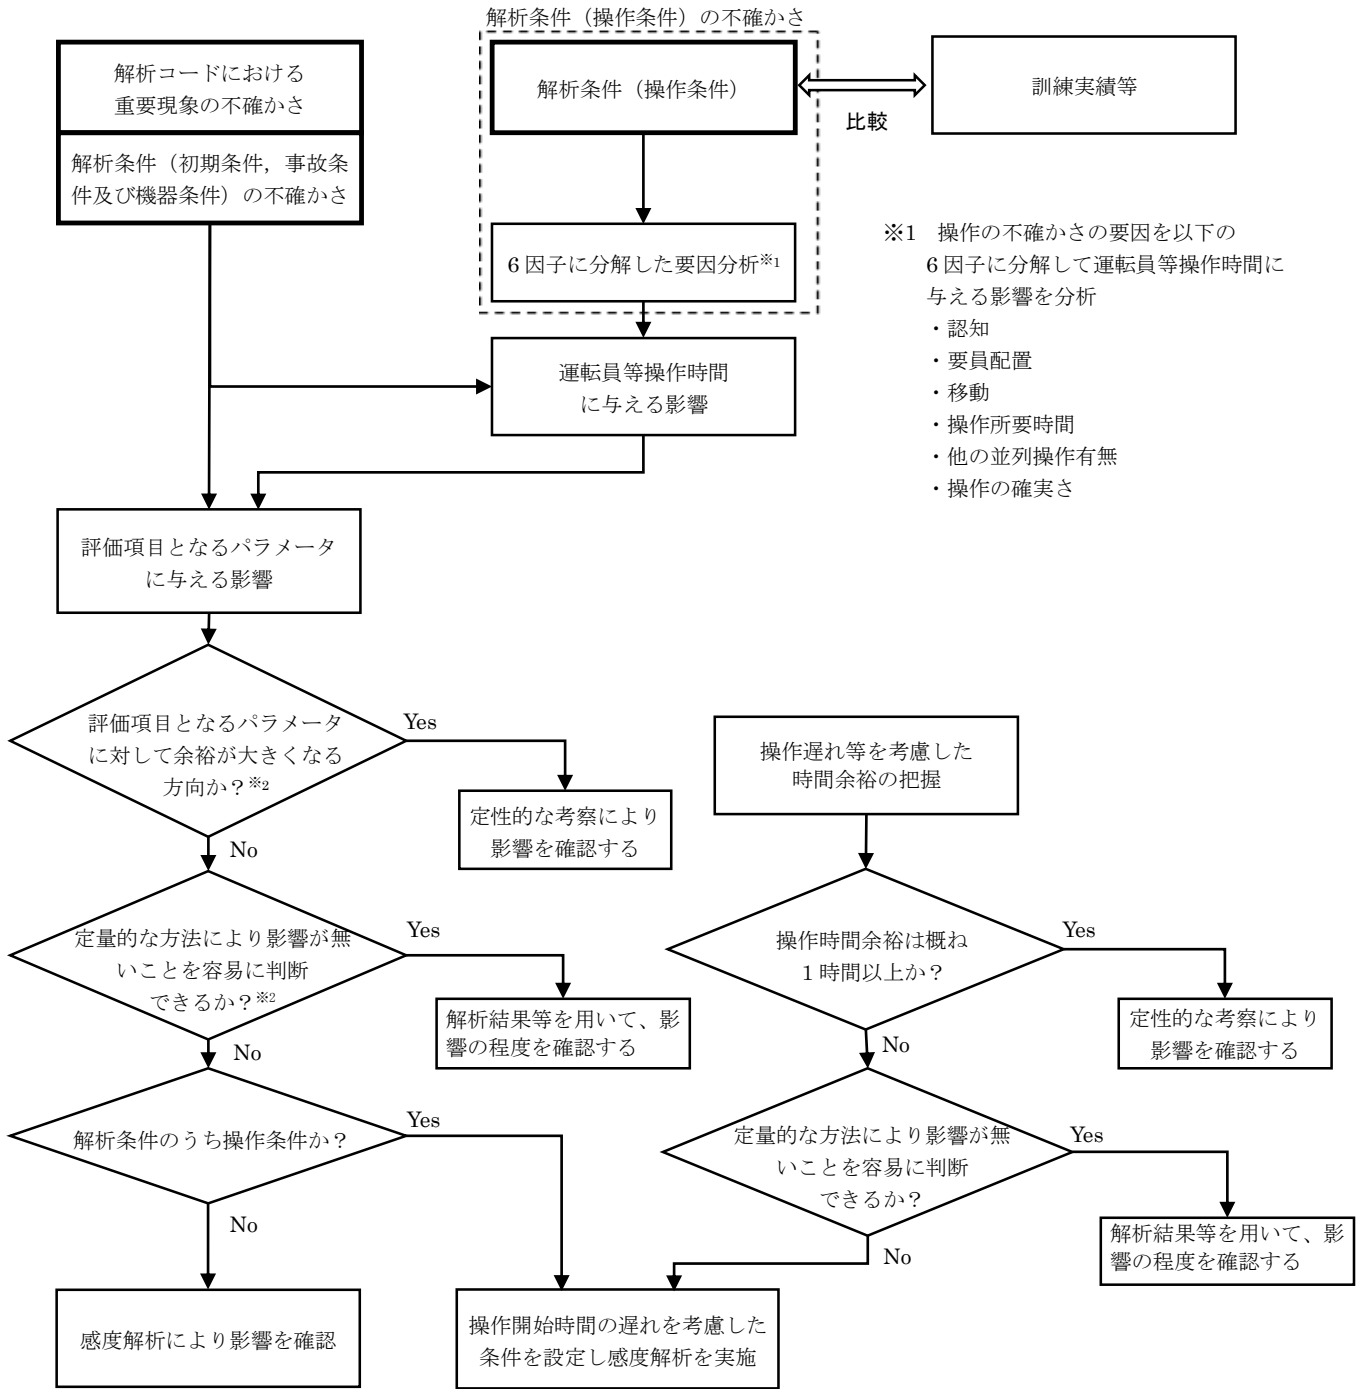 解析条件（操作条件）の不確かさ
解析コードにおける
重要現象の不確かさ
解析条件（初期条件，事故条
件及び機器条件）の不確かさ
解析条件（操作条件）
比較
訓練実績等
6 因子に分解した要因分析※1
※1　操作の不確かさの要因を以下の
6 因子に分解して運転員等操作時間に
与える影響を分析
・認知
・要員配置
・移動
・操作所要時間
・他の並列操作有無
・操作の確実さ
運転員等操作時間
に与える影響
評価項目となるパラメータ
に与える影響
評価項目となるパラメータ
に対して余裕が大きくなる
方向か？※2
Yes
定性的な考察により
影響を確認する
No
定量的な方法により影響が無
いことを容易に判断
できるか？※2
Yes
解析結果等を用いて、影
響の程度を確認する
No
解析条件のうち操作条件か？
Yes
No
感度解析により影響を確認
操作遅れ等を考慮した
時間余裕の把握
操作時間余裕は概ね
１時間以上か？
Yes
定性的な考察により
影響を確認する
No
定量的な方法により影響が無
いことを容易に判断
できるか？
Yes
解析結果等を用いて、影
響の程度を確認する
No
操作開始時間の遅れを考慮した
条件を設定し感度解析を実施